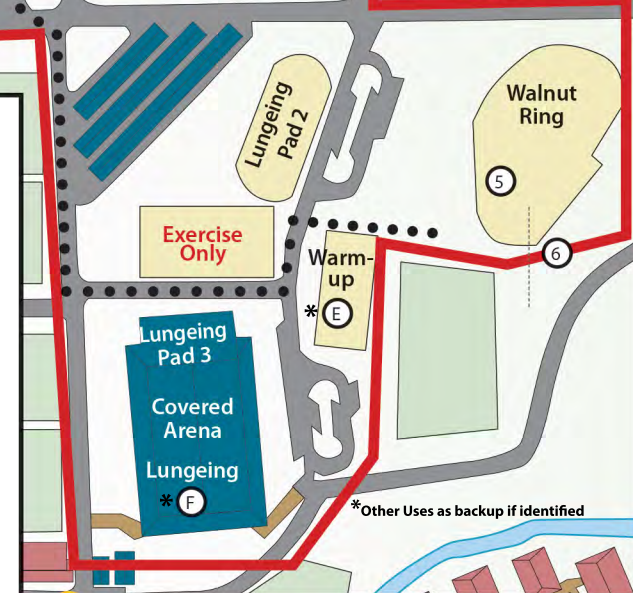 Lungeing
Pad 2
Walnut
Ring
5
Exercise
Only
6
Warm-
up
* E
Lungeing
Pad 3
Covered
Arena
Lungeing
* F
*Other Uses as backup if identified